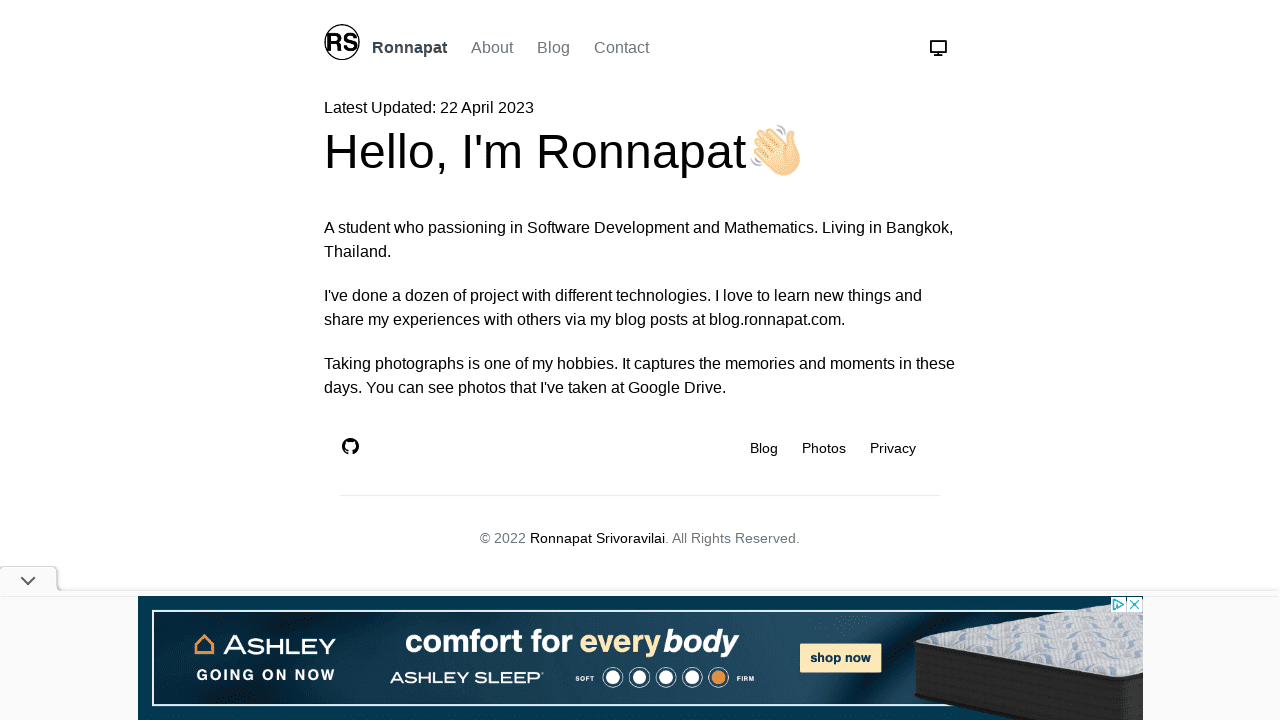 RS Ronnapat About Blog Contact
Latest Updated: 22 April 2023
Hello, I'm Ronnapat👋🏻
A student who passioning in Software Development and Mathematics. Living in Bangkok,
Thailand.
I've done a dozen of project with different technologies. I love to learn new things and
share my experiences with others via my blog posts at blog.ronnapat.com.
Taking photographs is one of my hobbies. It captures the memories and moments in these
days. You can see photos that I've taken at Google Drive.
Blog Photos Privacy
© 2022 Ronnapat Srivoravilai. All Rights Reserved.
ASHLEY
GOING ON NOW
comfort for everybody
ASHLEY SLEEP
SOFT FIRM
shop now